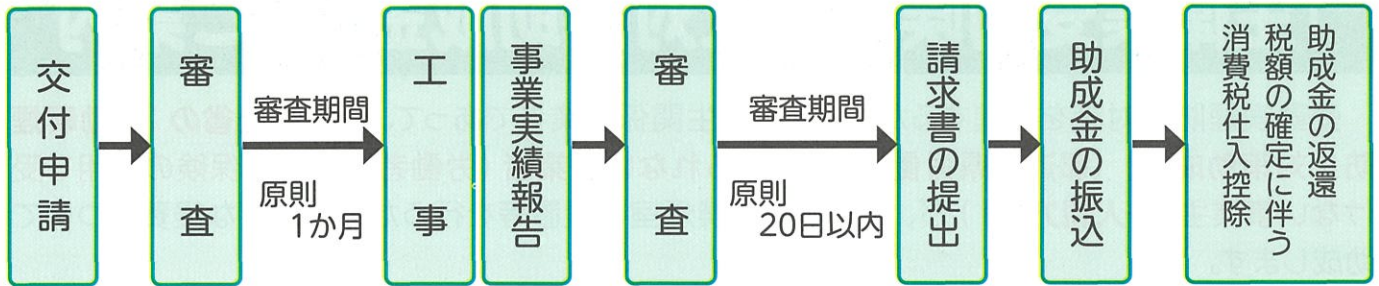 交付申請
審査
審査期間
原則
1か月
工事
事業実績報告
審査
審査期間
原則
20日以内
請求書の提出
助成金の振込
助成金の返還
税額の確定に伴う
消費税仕入控除